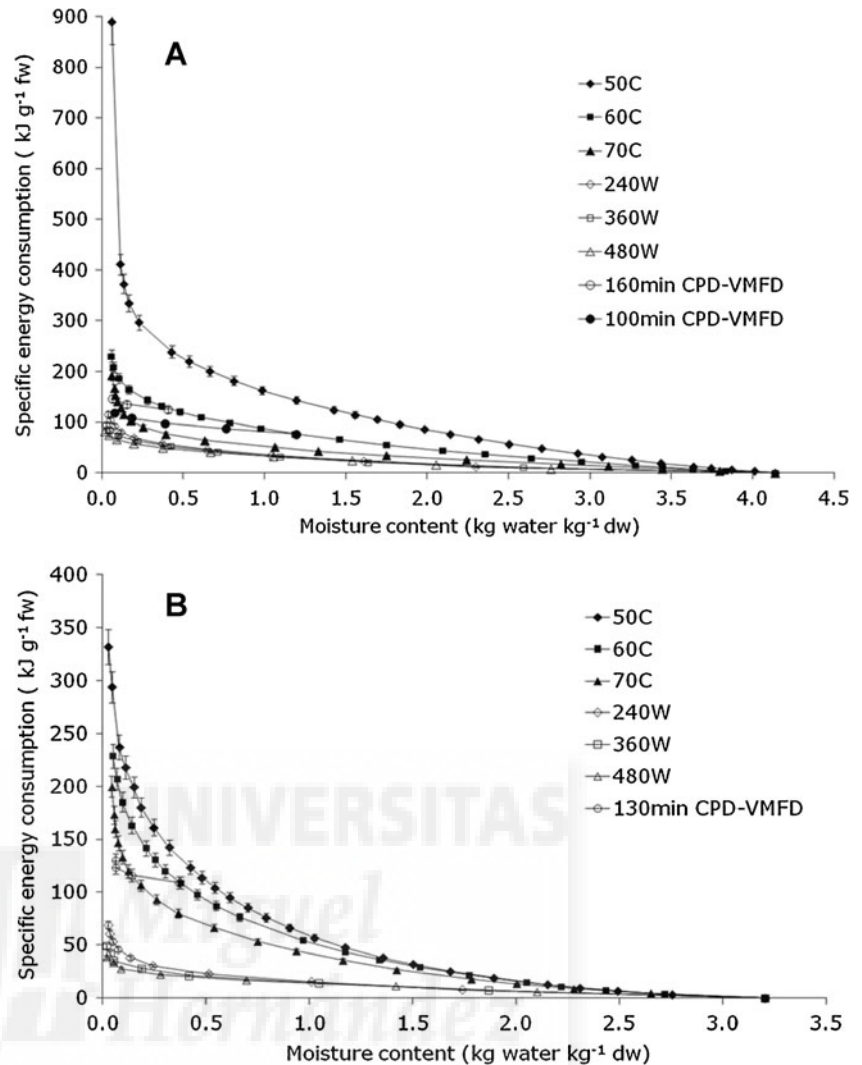 A
900
800
700
600
500
400
300
200
100
0
Specific energy consumption ( kJ g⁻¹ fw)
50C
60C
70C
240W
360W
480W
160min CPD-VMFD
100min CPD-VMFD
0.0 0.5 1.0 1.5 2.0 2.5 3.0 3.5 4.0 4.5
Moisture content (kg water kg⁻¹ dw)
B
400
350
300
250
200
150
100
50
0
Specific energy consumption ( kJ g⁻¹ fw)
50C
60C
70C
240W
360W
480W
130min CPD-VMFD
0.0 0.5 1.0 1.5 2.0 2.5 3.0 3.5
Moisture content (kg water kg⁻¹ dw)
UNIVERSITAS
Miguel
Hernández